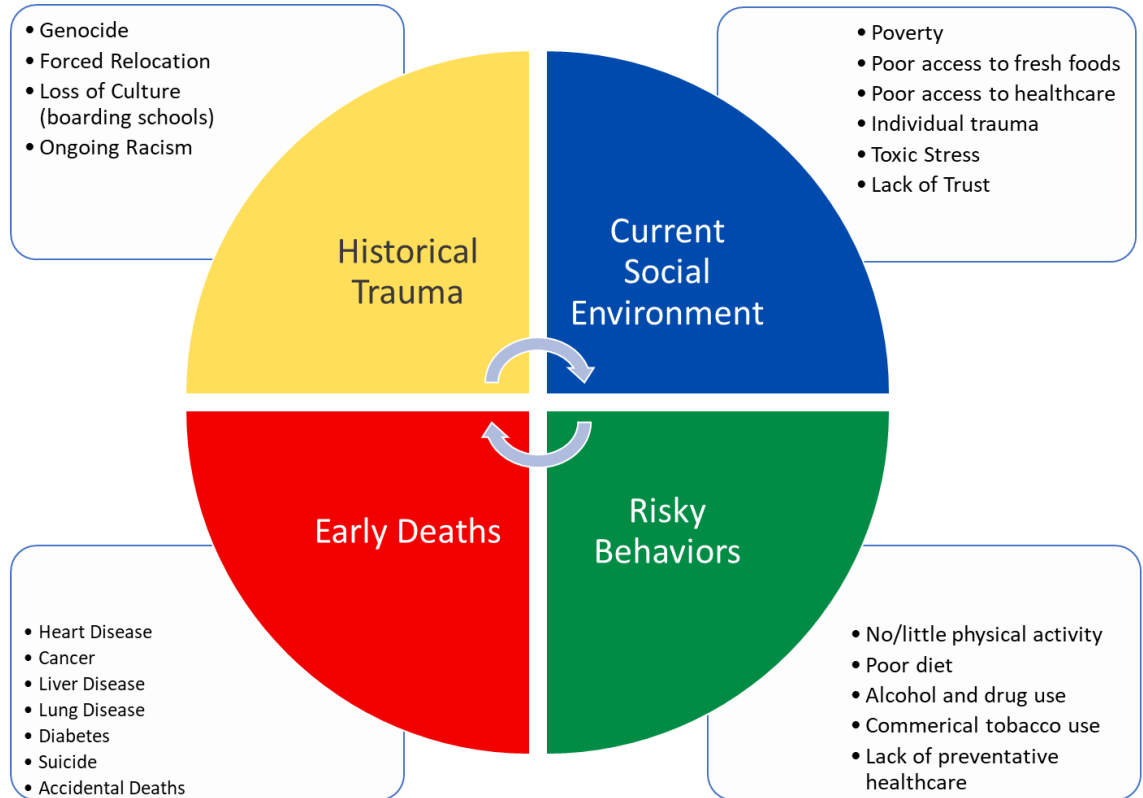 • Genocide
• Forced Relocation
• Loss of Culture
(boarding schools)
• Ongoing Racism
• Poverty
• Poor access to fresh foods
• Poor access to healthcare
• Individual trauma
• Toxic Stress
• Lack of Trust
Historical
Trauma
Current
Social
Environment
Early Deaths
Risky
Behaviors
• Heart Disease
• Cancer
• Liver Disease
• Lung Disease
• Diabetes
• Suicide
• Accidental Deaths
• No/little physical activity
• Poor diet
• Alcohol and drug use
• Commerical tobacco use
• Lack of preventative
healthcare